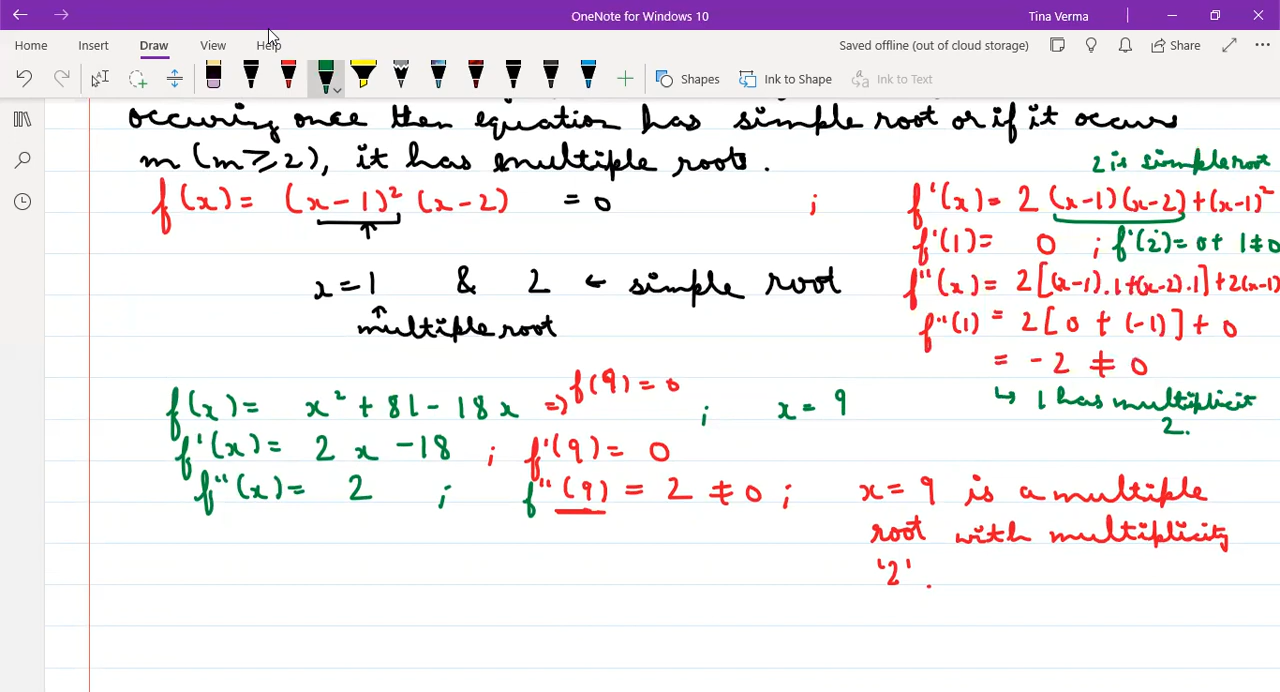 OneNote for Windows 10
Tina Verma
Home Insert Draw View Help
Saved offline (out of cloud storage)
Share
Shapes
Ink to Shape
Ink to Text
occuring once then equation has simple root or if it occurs
m (m ≥ 2), it has multiple roots.
f(x) = (x-1)² (x-2) = 0 ;
x = 1 & 2 ← simple root
↑
multiple root
2 is simple root
f'(x) = 2 (x-1)(x-2) + (x-1)²
f'(1) = 0 ; f'(2) = 0 + 1 ≠ 0
f''(x) = 2[(x-1).1+(x-2).1]+2(x-1)
f''(1) = 2[0 + (-1)] + 0
= -2 ≠ 0
↳ 1 has multiplicit
2.
f(x) = x² + 81 - 18x => f(9) = 0 ; x = 9
f'(x) = 2x - 18 ; f'(9) = 0
f''(x) = 2 ; f''(9) = 2 ≠ 0 ; x = 9 is a multiple
root with multiplicity
'2'.